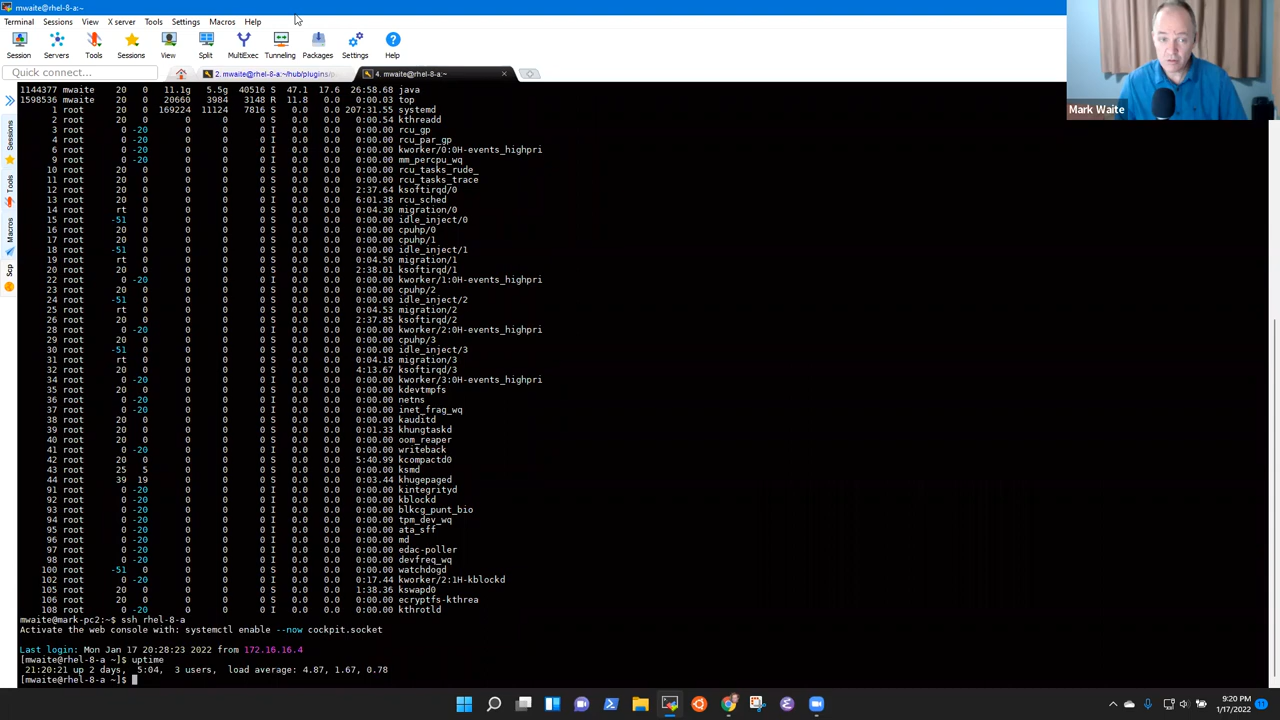 mwaite@rhel-8-a:~
Terminal Sessions View X server Tools Settings Macros Help
Session Servers Tools Sessions View Split MultiExec Tunneling Packages Settings Help
Quick connect... 2. mwaite@rhel-8-a:~/hub/plugins/p 4. mwaite@rhel-8-a:~
Mark Waite
Sessions
Tools
Macros
Scp
1144377 mwaite 20 0 11.1g 5.5g 40516 S 47.1 17.6 26:58.68 java
1598536 mwaite 20 0 20660 3984 3148 R 11.8 0.0 0:00.03 top
1 root 20 0 169224 11124 7816 S 0.0 0.0 207:31.55 systemd
2 root 20 0 0 0 0 S 0.0 0.0 0:00.54 kthreadd
3 root 0 -20 0 0 0 I 0.0 0.0 0:00.00 rcu_gp
4 root 0 -20 0 0 0 I 0.0 0.0 0:00.00 rcu_par_gp
6 root 0 -20 0 0 0 I 0.0 0.0 0:00.00 kworker/0:0H-events_highpri
9 root 0 -20 0 0 0 I 0.0 0.0 0:00.00 mm_percpu_wq
10 root 20 0 0 0 0 S 0.0 0.0 0:00.00 rcu_tasks_rude_
11 root 20 0 0 0 0 S 0.0 0.0 0:00.00 rcu_tasks_trace
12 root 20 0 0 0 0 S 0.0 0.0 2:37.64 ksoftirqd/0
13 root 20 0 0 0 0 I 0.0 0.0 6:01.38 rcu_sched
14 root rt 0 0 0 0 S 0.0 0.0 0:04.30 migration/0
15 root -51 0 0 0 0 S 0.0 0.0 0:00.00 idle_inject/0
16 root 20 0 0 0 0 S 0.0 0.0 0:00.00 cpuhp/0
17 root 20 0 0 0 0 S 0.0 0.0 0:00.00 cpuhp/1
18 root -51 0 0 0 0 S 0.0 0.0 0:00.00 idle_inject/1
19 root rt 0 0 0 0 S 0.0 0.0 0:04.50 migration/1
20 root 20 0 0 0 0 S 0.0 0.0 2:38.01 ksoftirqd/1
22 root 0 -20 0 0 0 I 0.0 0.0 0:00.00 kworker/1:0H-events_highpri
23 root 20 0 0 0 0 S 0.0 0.0 0:00.00 cpuhp/2
24 root -51 0 0 0 0 S 0.0 0.0 0:00.00 idle_inject/2
25 root rt 0 0 0 0 S 0.0 0.0 0:04.53 migration/2
26 root 20 0 0 0 0 S 0.0 0.0 2:37.85 ksoftirqd/2
28 root 0 -20 0 0 0 I 0.0 0.0 0:00.00 kworker/2:0H-events_highpri
29 root 20 0 0 0 0 S 0.0 0.0 0:00.00 cpuhp/3
30 root -51 0 0 0 0 S 0.0 0.0 0:00.00 idle_inject/3
31 root rt 0 0 0 0 S 0.0 0.0 0:04.18 migration/3
32 root 20 0 0 0 0 S 0.0 0.0 4:13.67 ksoftirqd/3
34 root 0 -20 0 0 0 I 0.0 0.0 0:00.00 kworker/3:0H-events_highpri
35 root 20 0 0 0 0 S 0.0 0.0 0:00.00 kdevtmpfs
36 root 0 -20 0 0 0 I 0.0 0.0 0:00.00 netns
37 root 0 -20 0 0 0 I 0.0 0.0 0:00.00 inet_frag_wq
38 root 20 0 0 0 0 S 0.0 0.0 0:00.00 kauditd
39 root 20 0 0 0 0 S 0.0 0.0 0:01.33 khungtaskd
40 root 20 0 0 0 0 S 0.0 0.0 0:00.00 oom_reaper
41 root 0 -20 0 0 0 I 0.0 0.0 0:00.00 writeback
42 root 20 0 0 0 0 S 0.0 0.0 5:40.99 kcompactd0
43 root 25 5 0 0 0 S 0.0 0.0 0:00.00 ksmd
44 root 39 19 0 0 0 S 0.0 0.0 0:03.44 khugepaged
91 root 0 -20 0 0 0 I 0.0 0.0 0:00.00 kintegrityd
92 root 0 -20 0 0 0 I 0.0 0.0 0:00.00 kblockd
93 root 0 -20 0 0 0 I 0.0 0.0 0:00.00 blkcg_punt_bio
94 root 0 -20 0 0 0 I 0.0 0.0 0:00.00 tpm_dev_wq
95 root 0 -20 0 0 0 I 0.0 0.0 0:00.00 ata_sff
96 root 0 -20 0 0 0 I 0.0 0.0 0:00.00 md
97 root 0 -20 0 0 0 I 0.0 0.0 0:00.00 edac-poller
98 root 0 -20 0 0 0 I 0.0 0.0 0:00.00 devfreq_wq
100 root -51 0 0 0 0 S 0.0 0.0 0:00.00 watchdogd
102 root 0 -20 0 0 0 I 0.0 0.0 0:17.44 kworker/2:1H-kblockd
105 root 20 0 0 0 0 S 0.0 0.0 1:38.36 kswapd0
106 root 20 0 0 0 0 S 0.0 0.0 0:00.00 ecryptfs-kthrea
108 root 0 -20 0 0 0 I 0.0 0.0 0:00.00 kthrotld
mwaite@mark-pc2:~$ ssh rhel-8-a
Activate the web console with: systemctl enable --now cockpit.socket
Last login: Mon Jan 17 20:28:23 2022 from 172.16.16.4
[mwaite@rhel-8-a ~]$ uptime
21:20:21 up 2 days, 5:04, 3 users, load average: 4.87, 1.67, 0.78
[mwaite@rhel-8-a ~]$
9:20 PM
1/17/2022